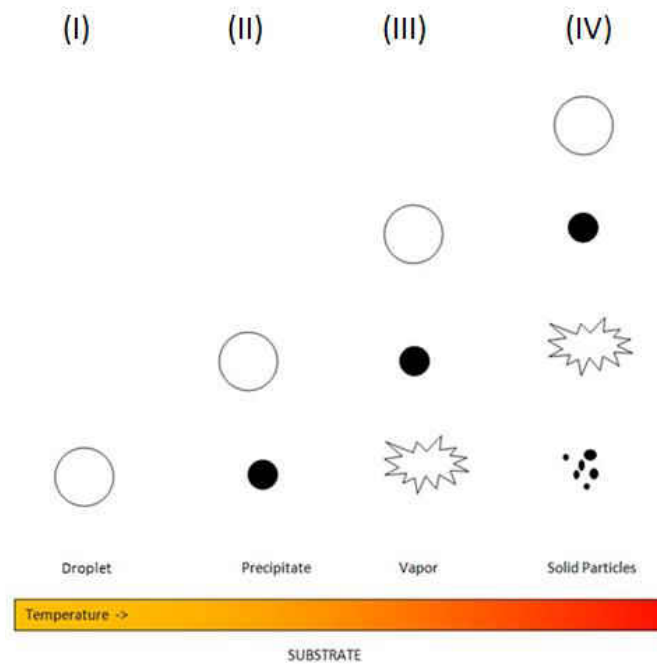 (I) (II) (III) (IV)
Droplet Precipitate Vapor Solid Particles
Temperature ->
SUBSTRATE